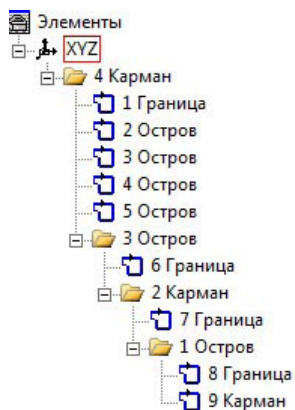 Элементы
XYZ
4 Карман
1 Граница
2 Остров
3 Остров
4 Остров
5 Остров
3 Остров
6 Граница
2 Карман
7 Граница
1 Остров
8 Граница
9 Карман